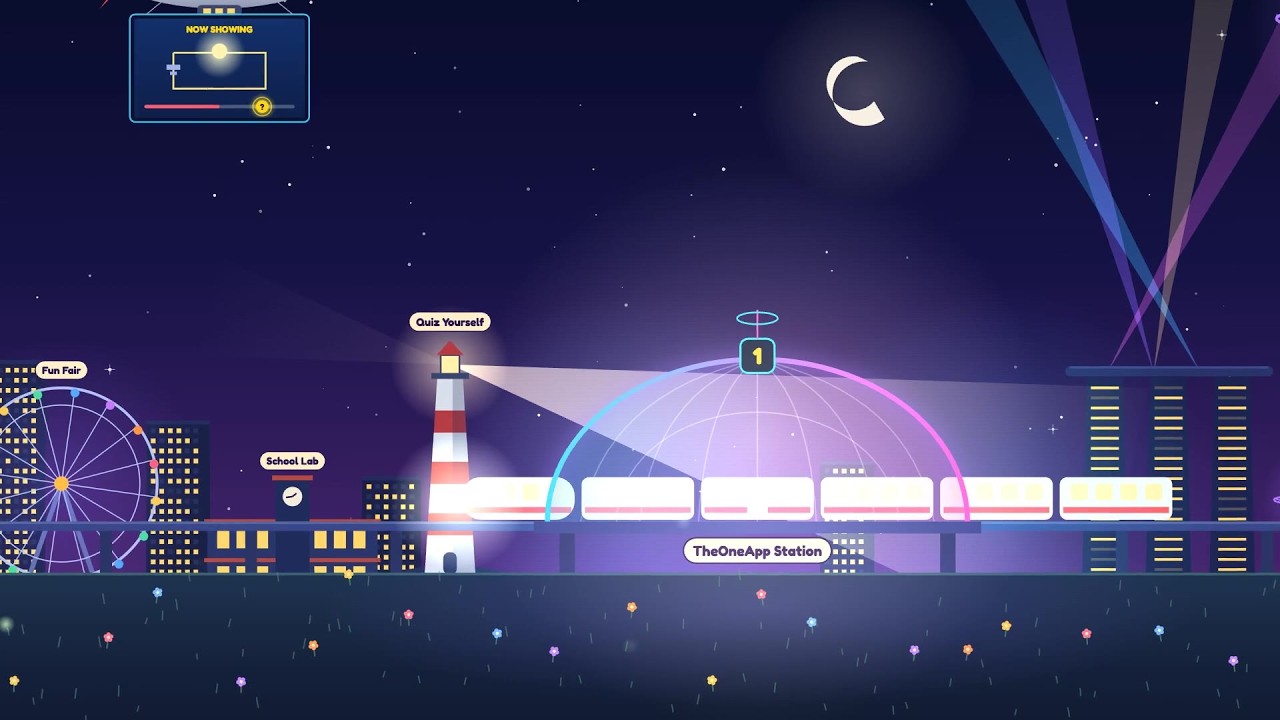 NOW SHOWING
?
Quiz Yourself
1
Fun Fair
School Lab
TheOneApp Station